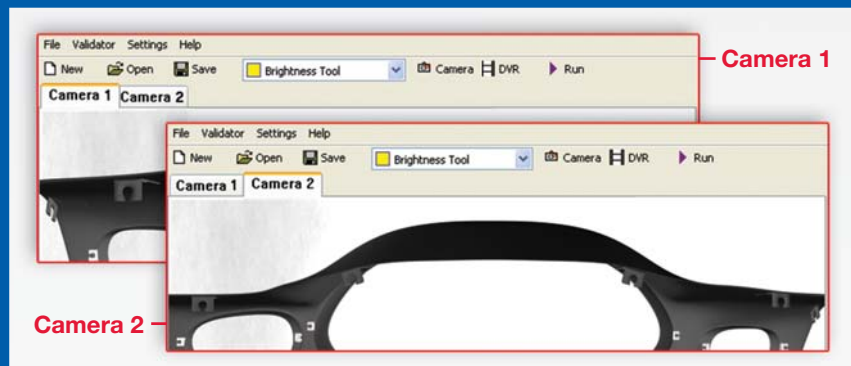 File Validator Settings Help
New Open Save Brightness Tool Camera DVR Run
Camera 1 Camera 2
Camera 1
File Validator Settings Help
New Open Save Brightness Tool Camera DVR Run
Camera 1 Camera 2
Camera 2